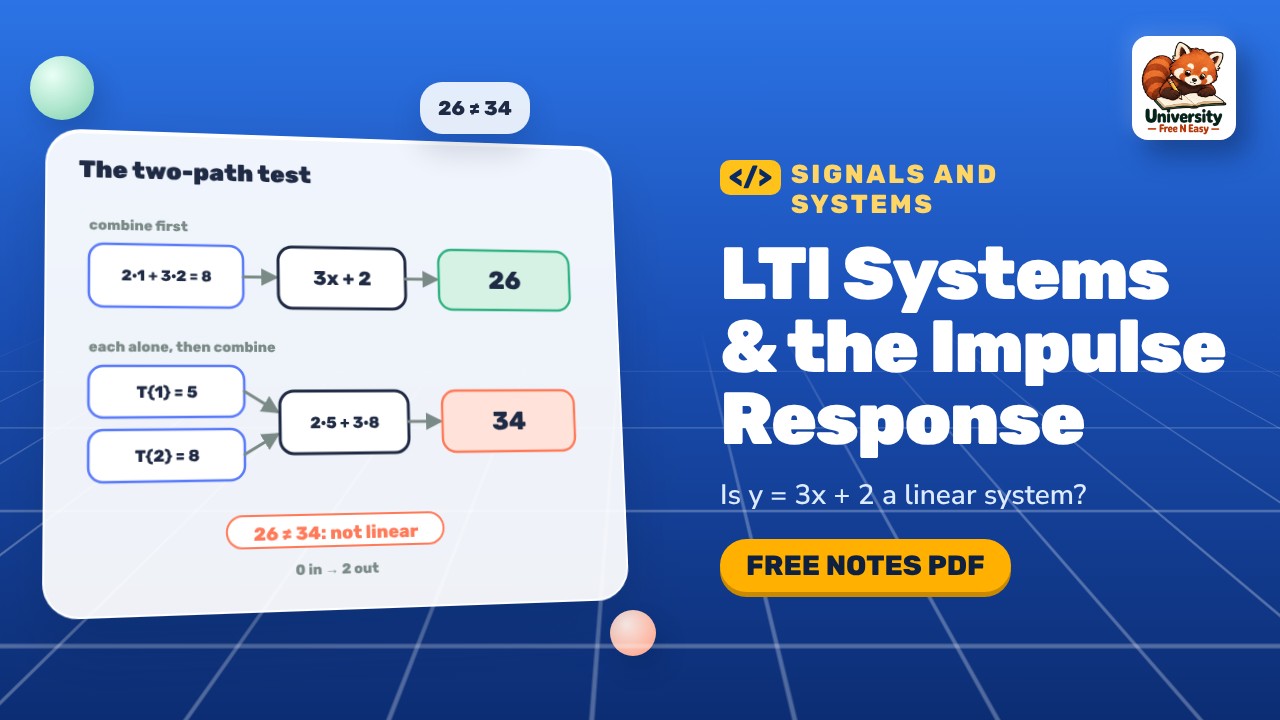 26 ≠ 34
University
Free N Easy
The two-path test
combine first
2·1 + 3·2 = 8
3x + 2
26
each alone, then combine
T{1} = 5
T{2} = 8
2·5 + 3·8
34
26 ≠ 34: not linear
0 in → 2 out
</> SIGNALS AND
SYSTEMS
LTI Systems
& the Impulse
Response
Is y = 3x + 2 a linear system?
FREE NOTES PDF